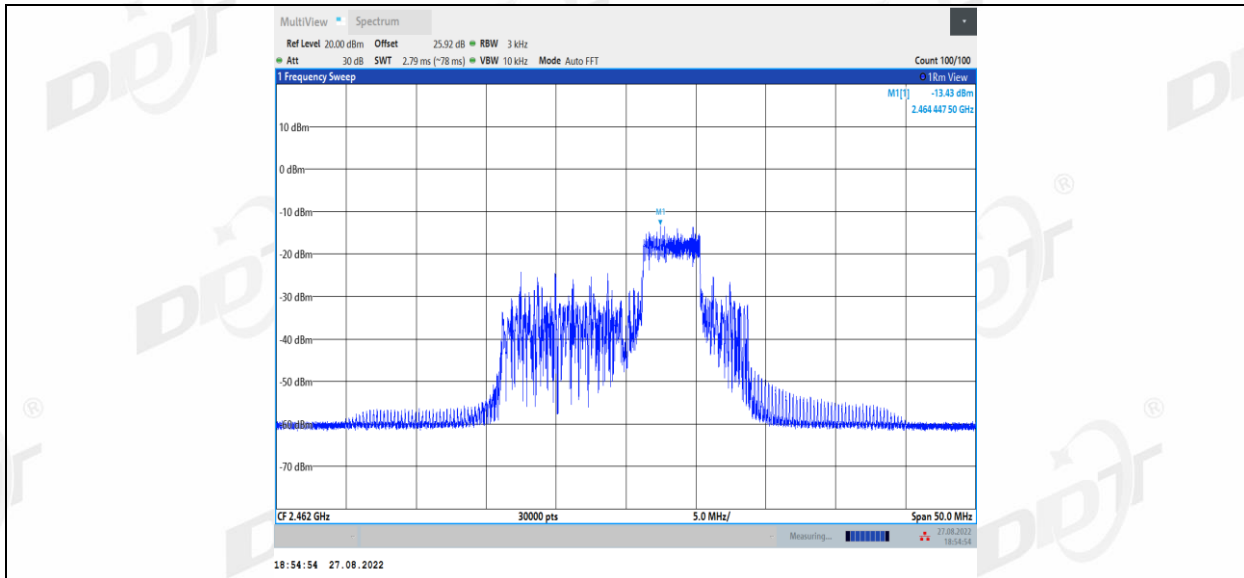 MultiView Spectrum
Ref Level 20.00 dBm Offset 25.92 dB RBW 3 kHz
Att 30 dB SWT 2.79 ms (~78 ms) VBW 10 kHz Mode Auto FFT Count 100/100
1 Frequency Sweep 1Rm View
M1[1] -13.43 dBm
2.464 447 50 GHz
10 dBm
0 dBm
-10 dBm
M1
-20 dBm
-30 dBm
-40 dBm
-50 dBm
-60 dBm
-70 dBm
CF 2.462 GHz 30000 pts 5.0 MHz/ Span 50.0 MHz
Measuring... 27.08.2022
18:54:54
18:54:54 27.08.2022
DDT
®